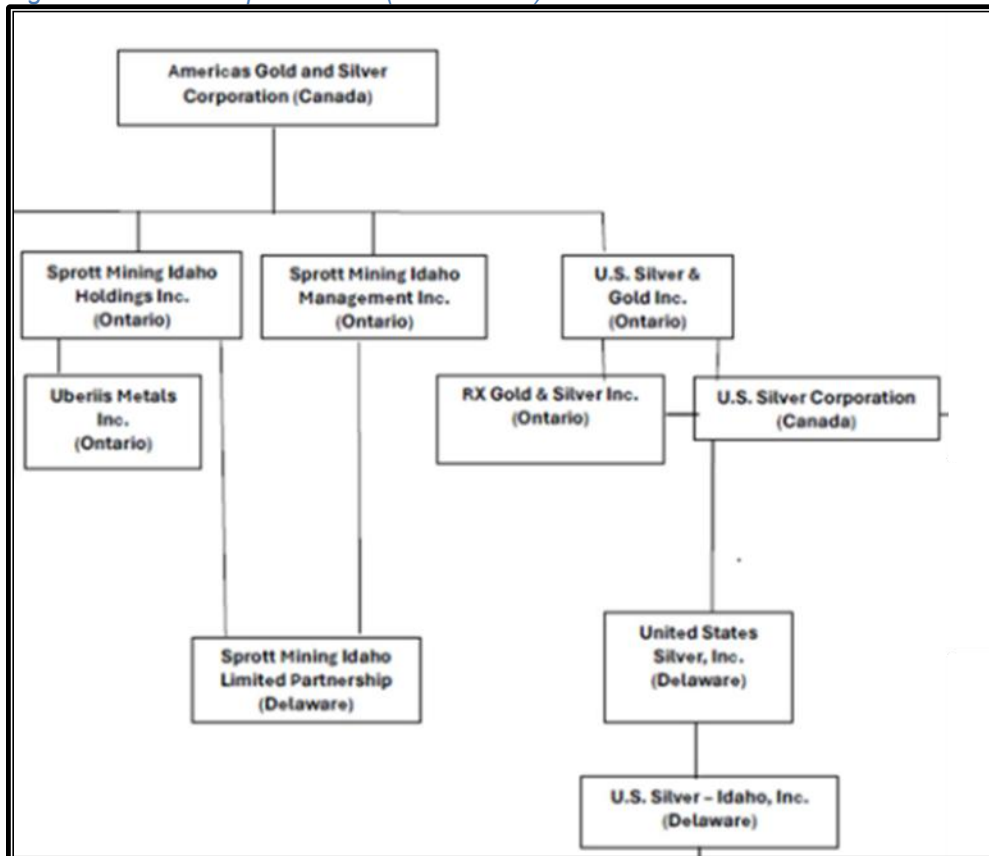 Americas Gold and Silver
Corporation (Canada)
Sprott Mining Idaho
Holdings Inc.
(Ontario)
Sprott Mining Idaho
Management Inc.
(Ontario)
U.S. Silver &
Gold Inc.
(Ontario)
Uberiis Metals
Inc.
(Ontario)
RX Gold & Silver Inc.
(Ontario)
U.S. Silver Corporation
(Canada)
Sprott Mining Idaho
Limited Partnership
(Delaware)
United States
Silver, Inc.
(Delaware)
U.S. Silver – Idaho, Inc.
(Delaware)